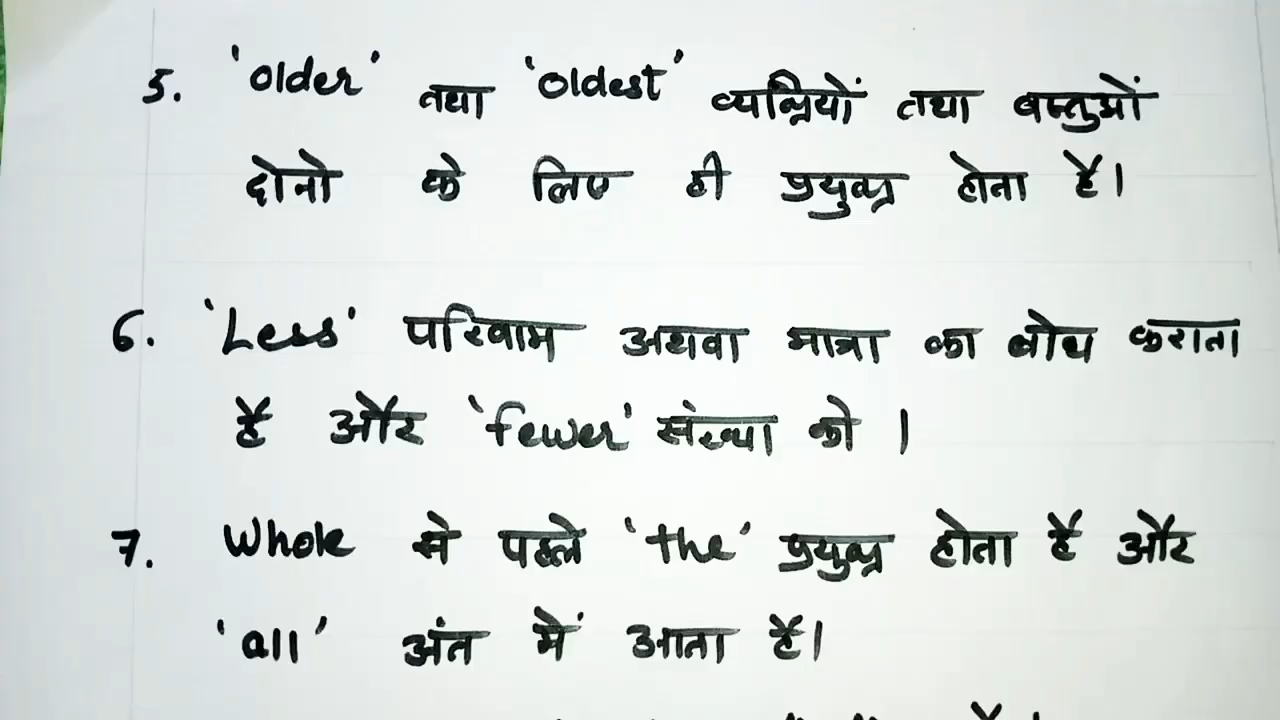 5. 'older' तथा 'oldest' व्यक्तियों तथा वस्तुओं
दोनो के लिए ही प्रयुक्त होता है।
6. 'Less' परिवाम अथवा मात्रा का बोध कराता
है और 'fewer' संख्या को।
7. Whole से पहले 'the' प्रयुक्त होता है और
'all' अंत में आता है।